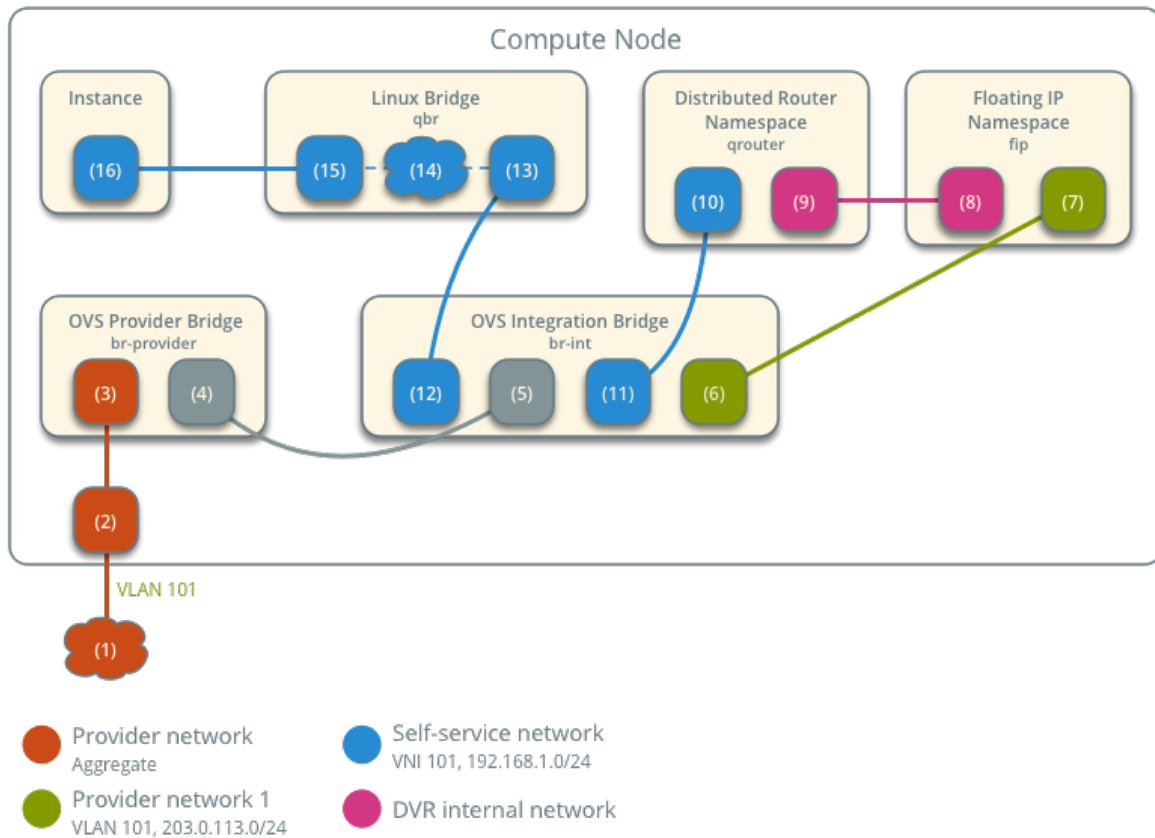 Compute Node
Instance
(16)
Linux Bridge
qbr
(15)
(14)
(13)
Distributed Router
Namespace
qrouter
(10)
(9)
Floating IP
Namespace
fip
(8)
(7)
OVS Provider Bridge
br-provider
(3)
(4)
OVS Integration Bridge
br-int
(12)
(5)
(11)
(6)
(2)
VLAN 101
(1)
Provider network
Aggregate
Self-service network
VNI 101, 192.168.1.0/24
Provider network 1
VLAN 101, 203.0.113.0/24
DVR internal network